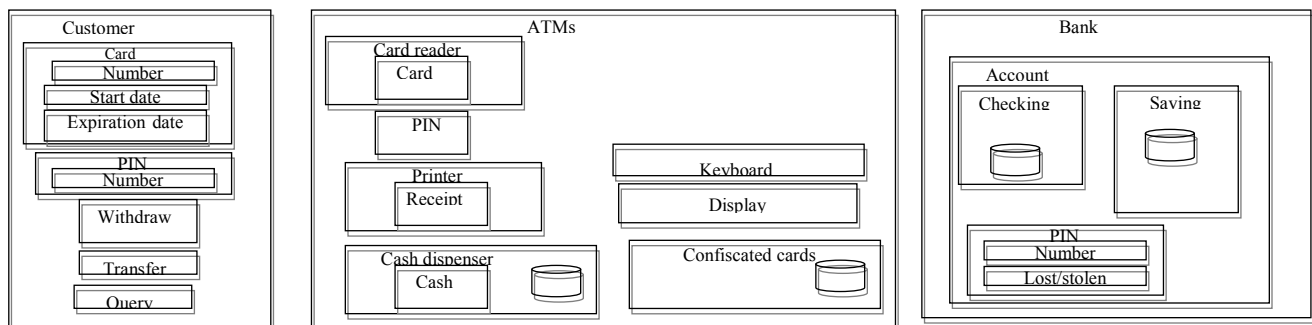 Customer
Card
Number
Start date
Expiration date
PIN
Number
Withdraw
Transfer
Query
ATMs
Card reader
Card
PIN
Printer
Receipt
Cash dispenser
Cash
Keyboard
Display
Confiscated cards
Bank
Account
Checking
Saving
PIN
Number
Lost/stolen